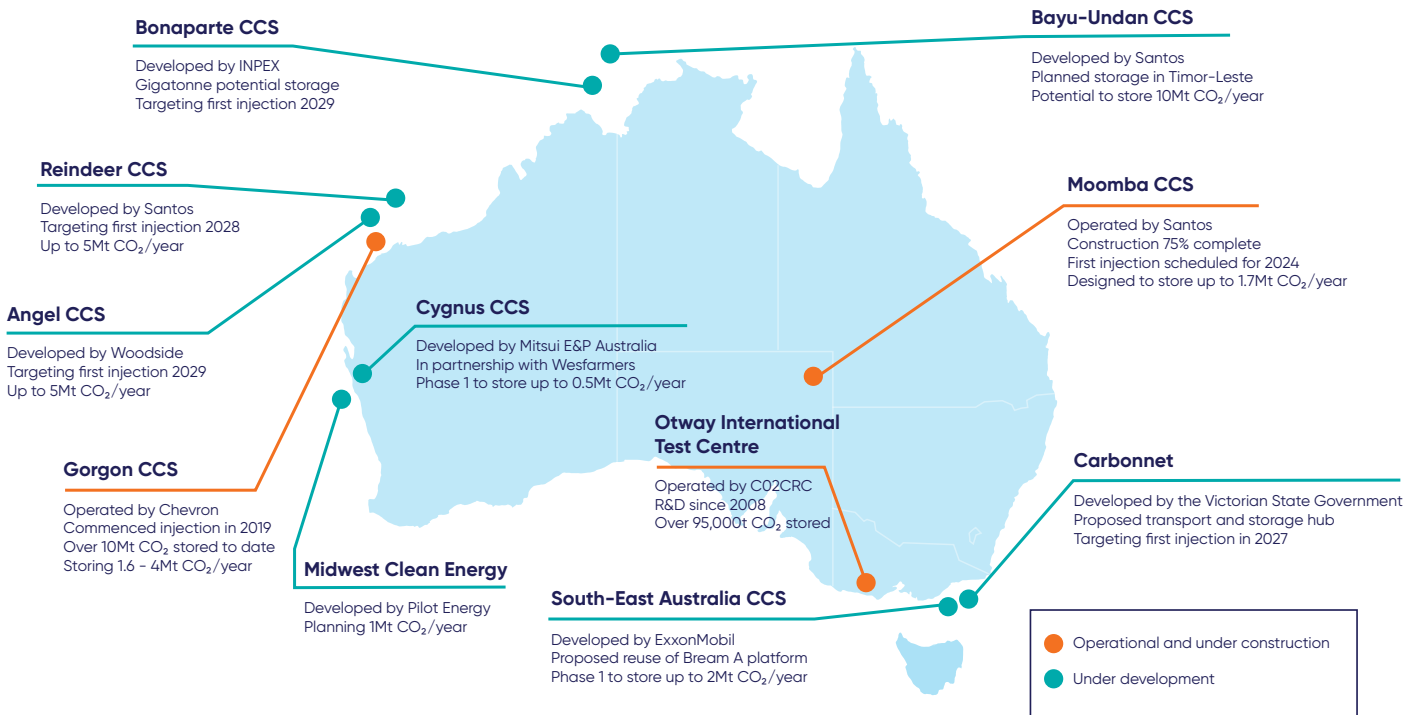 Bonaparte CCS
Developed by INPEX
Gigatonne potential storage
Targeting first injection 2029
Bayu-Undan CCS
Developed by Santos
Planned storage in Timor-Leste
Potential to store 10Mt CO₂/year
Reindeer CCS
Developed by Santos
Targeting first injection 2028
Up to 5Mt CO₂/year
Moomba CCS
Operated by Santos
Construction 75% complete
First injection scheduled for 2024
Designed to store up to 1.7Mt CO₂/year
Angel CCS
Developed by Woodside
Targeting first injection 2029
Up to 5Mt CO₂/year
Cygnus CCS
Developed by Mitsui E&P Australia
In partnership with Wesfarmers
Phase 1 to store up to 0.5Mt CO₂/year
Otway International
Test Centre
Operated by C02CRC
R&D since 2008
Over 95,000t CO₂ stored
Gorgon CCS
Operated by Chevron
Commenced injection in 2019
Over 10Mt CO₂ stored to date
Storing 1.6 - 4Mt CO₂/year
Carbonnet
Developed by the Victorian State Government
Proposed transport and storage hub
Targeting first injection in 2027
Midwest Clean Energy
Developed by Pilot Energy
Planning 1Mt CO₂/year
South-East Australia CCS
Developed by ExxonMobil
Proposed reuse of Bream A platform
Phase 1 to store up to 2Mt CO₂/year
Operational and under construction
Under development